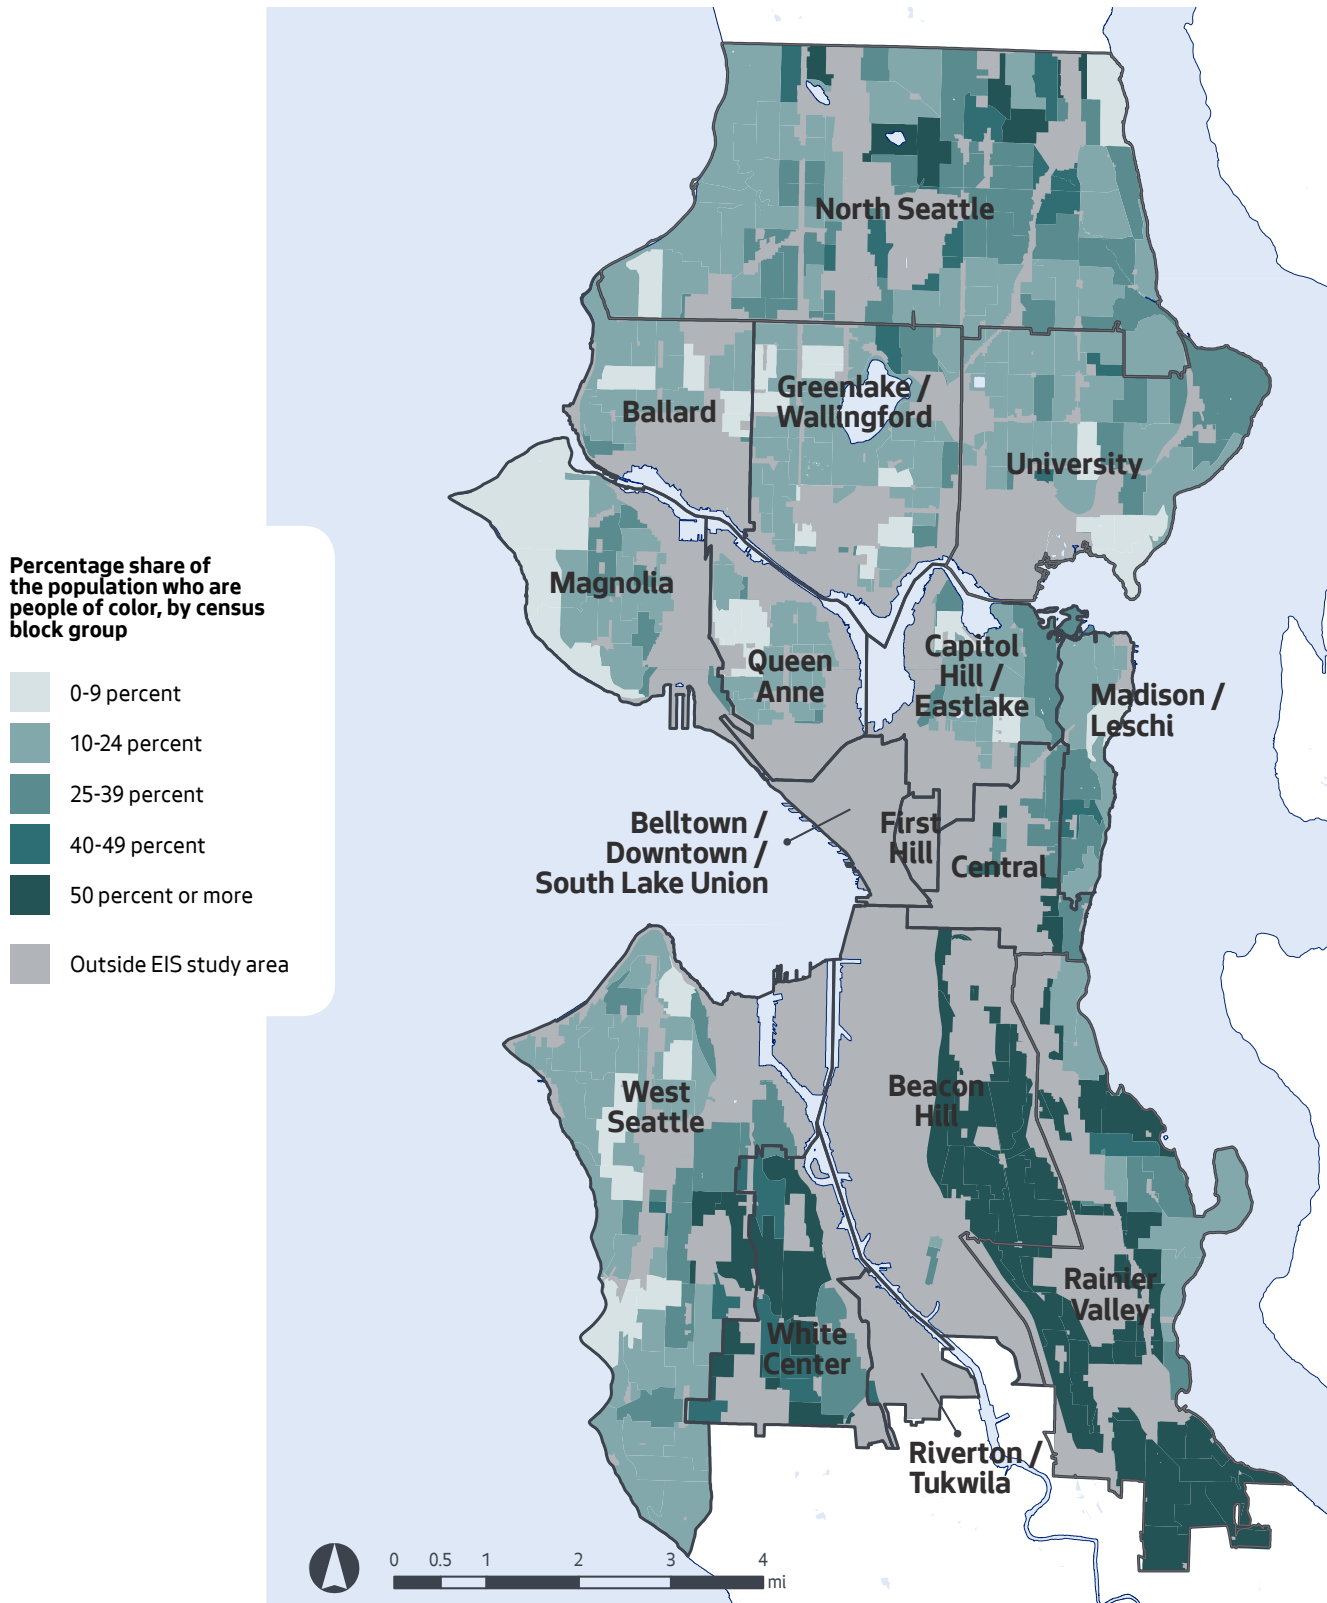 North Seattle
Ballard
Greenlake /
Wallingford
University
Magnolia
Queen
Anne
Capitol
Hill /
Eastlake
Madison /
Leschi
Percentage share of
the population who are
people of color, by census
block group
0-9 percent
10-24 percent
25-39 percent
40-49 percent
50 percent or more
Outside EIS study area
Belltown /
Downtown /
South Lake Union
First
Hill
Central
West
Seattle
Beacon
Hill
Rainier
Valley
White
Center
Riverton /
Tukwila
0 0.5 1 2 3 4
mi